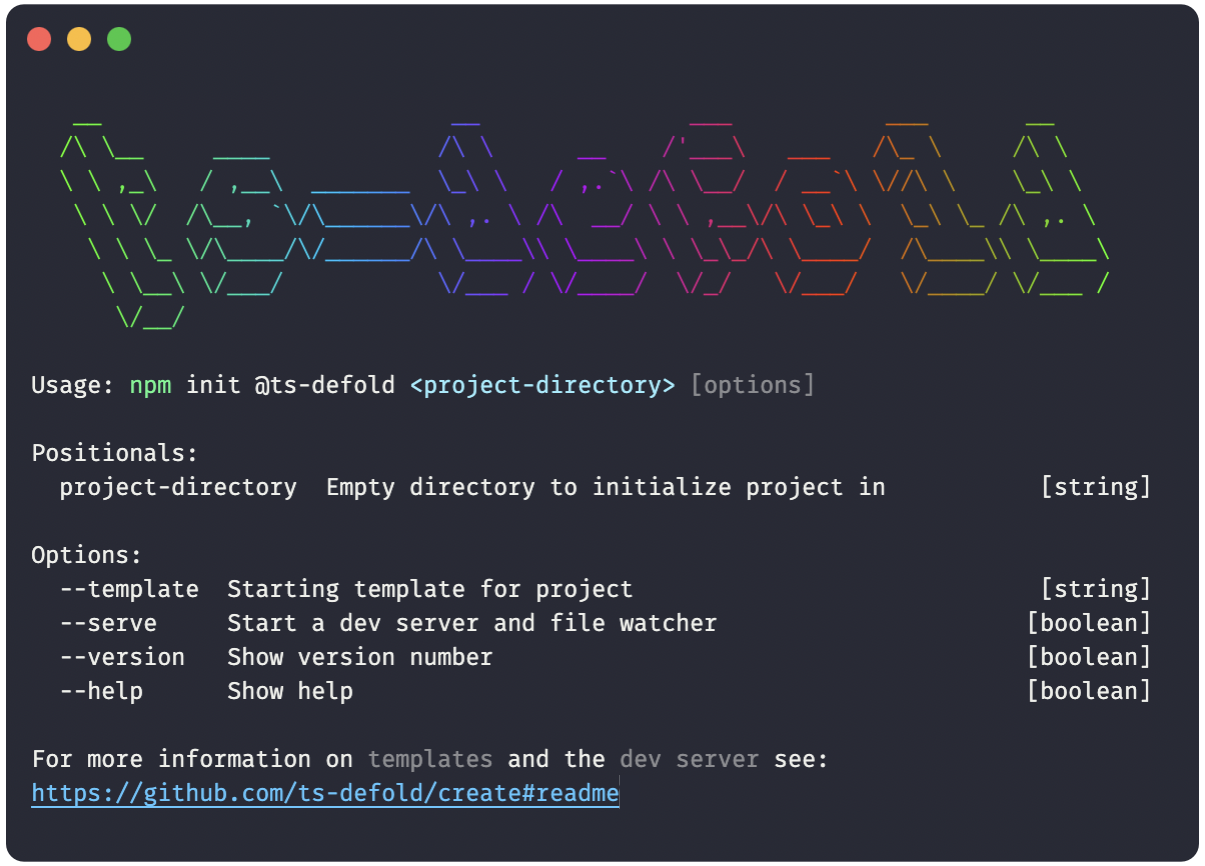 ts-defold
Usage: npm init @ts-defold <project-directory> [options]
Positionals:
project-directory  Empty directory to initialize project in [string]
Options:
--template  Starting template for project [string]
--serve  Start a dev server and file watcher [boolean]
--version  Show version number [boolean]
--help  Show help [boolean]
For more information on templates and the dev server see:
https://github.com/ts-defold/create#readme